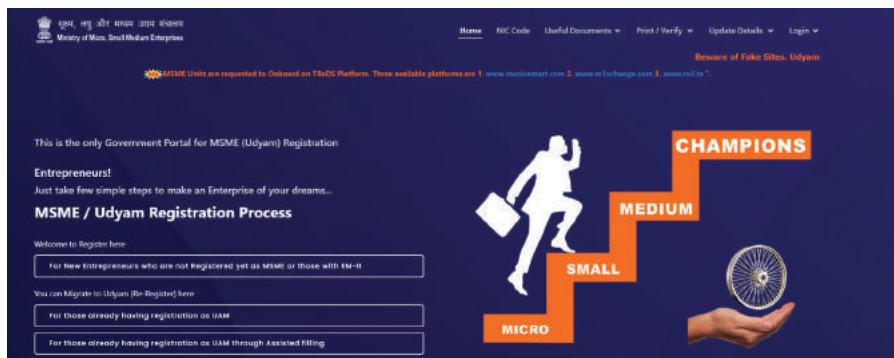 सूक्ष्म, लघु और मध्यम उद्यम मंत्रालय
Ministry of Micro, Small Medium Enterprises
Home NIC Code Useful Documents Print / Verify Update Details Login
Beware of Fake Sites. Udyam
MSME Units are requested to Onboard on TReDS Platform. Three available platforms are 1. www.invoicemart.com 2. www.m1xchange.com 3. www.rxil.in ".
This is the only Government Portal for MSME (Udyam) Registration
Entrepreneurs!
Just take few simple steps to make an Enterprise of your dreams...
MSME / Udyam Registration Process
Welcome to Register here
For New Entrepreneurs who are not Registered yet as MSME or those with EM-II
You can Migrate to Udyam (Re-Register) here
For those already having registration as UAM
For those already having registration as UAM through Assisted filling
CHAMPIONS
MEDIUM
SMALL
MICRO